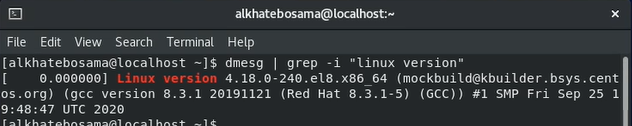 alkhatebosama@localhost:~
File Edit View Search Terminal Help
[alkhatebosama@localhost ~]$ dmesg | grep -i "linux version"
[    0.000000] Linux version 4.18.0-240.el8.x86_64 (mockbuild@kbuilder.bsys.cent
os.org) (gcc version 8.3.1 20191121 (Red Hat 8.3.1-5) (GCC)) #1 SMP Fri Sep 25 1
9:48:47 UTC 2020
[alkhatebosama@localhost ~]$